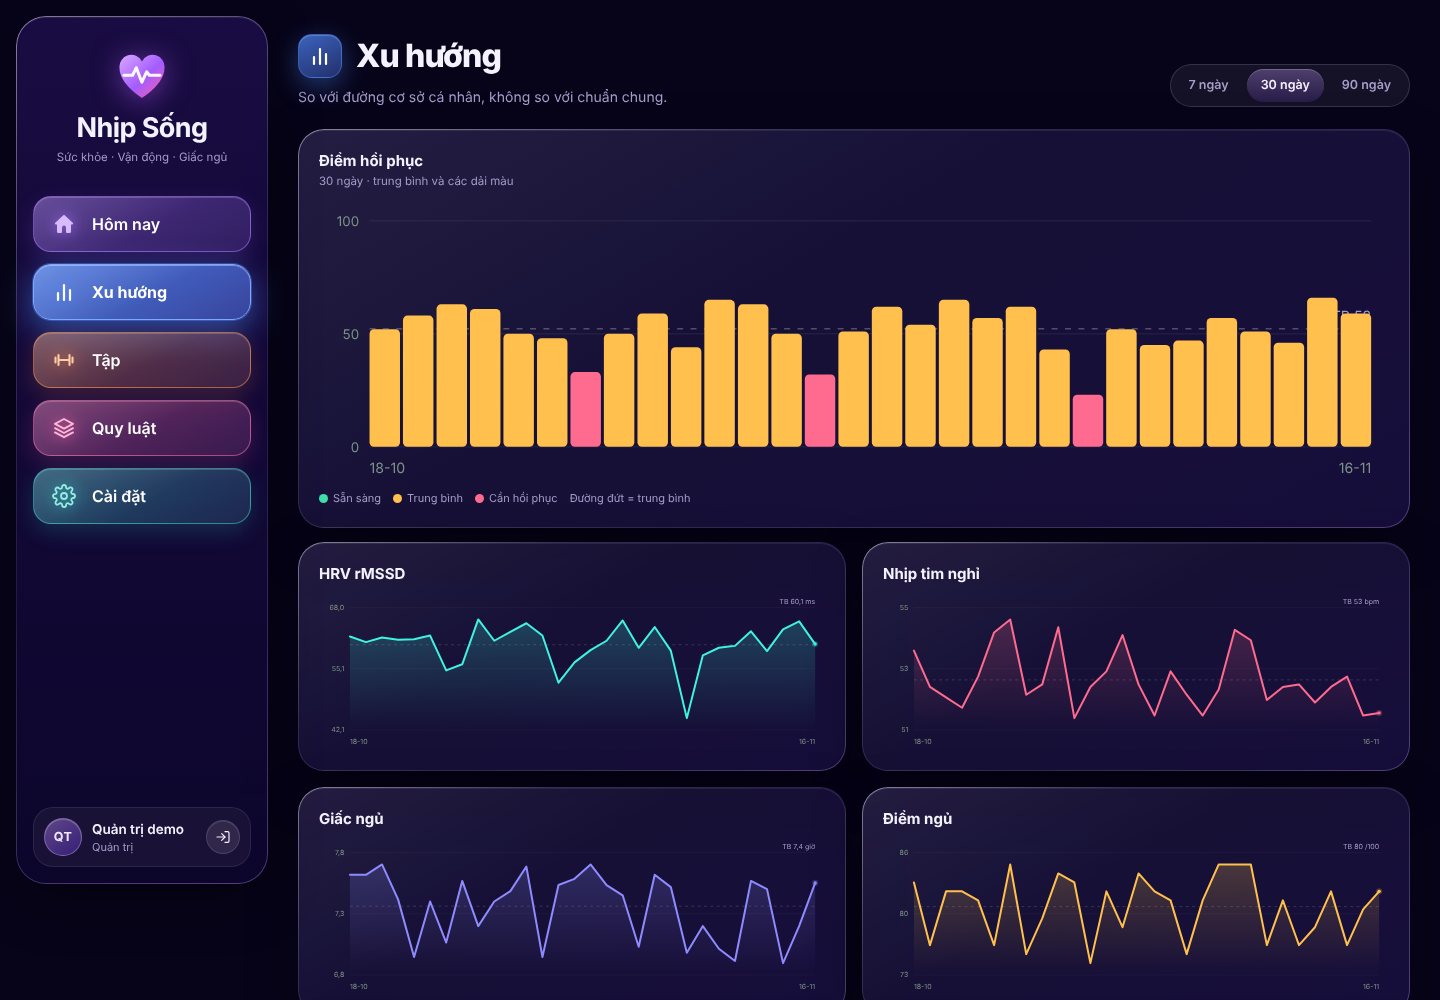 Nhịp Sống
Sức khỏe · Vận động · Giấc ngủ
Hôm nay
Xu hướng
Tập
Quy luật
Cài đặt
QT
Quản trị demo
Quản trị
Xu hướng
So với đường cơ sở cá nhân, không so với chuẩn chung.
7 ngày
30 ngày
90 ngày
Điểm hồi phục
30 ngày · trung bình và các dải màu
100
50
0
18-10
16-11
Sẵn sàng
Trung bình
Cần hồi phục
Đường đứt = trung bình
HRV rMSSD
TB 60,1 ms
68,0
55,1
42,1
18-10
16-11
Nhịp tim nghỉ
TB 53 bpm
55
53
51
18-10
16-11
Giấc ngủ
TB 7,4 giờ
7,8
7,3
6,8
18-10
16-11
Điểm ngủ
TB 80 /100
86
80
73
18-10
16-11